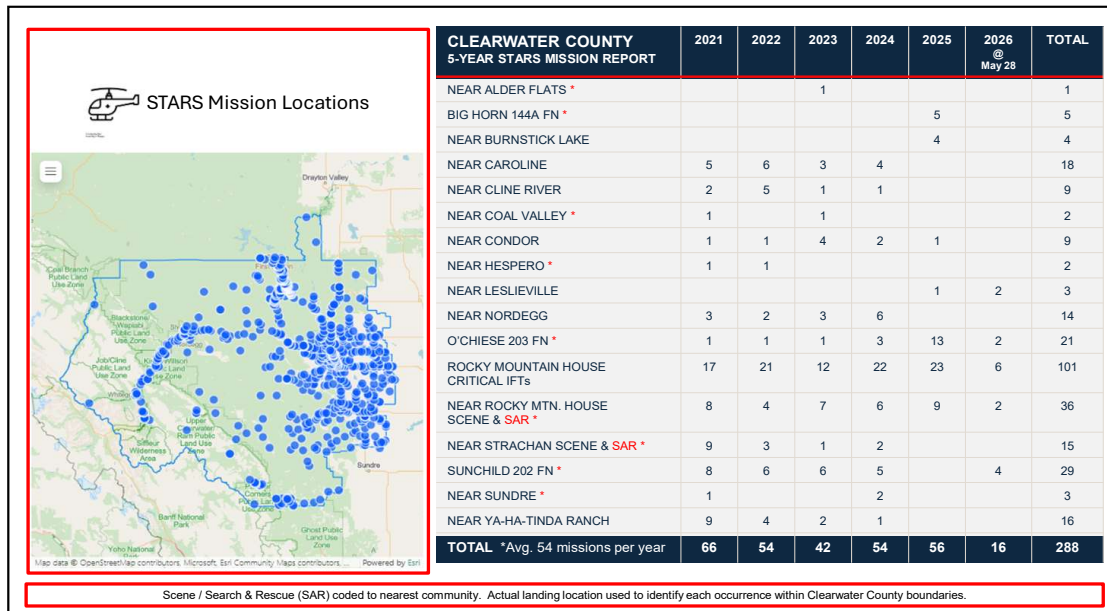 STARS Mission Locations
Drayton Valley
Coal Branch
Public Land
Use Zone
Blackstone/
Wapiabi
Public Land
Use Zone
Job/Cline
Public Land
Use Zone
Upper
Clearwater/
Ram Public
Land Use
Zone
Siffleur
Wilderness
Area
Sundre
Banff National
Park
Ghost Public
Land Use
Zone
Yoho National
Park
Map data © OpenStreetMap contributors, Microsoft, Esri Community Maps contributors, ... Powered by Esri
CLEARWATER COUNTY 2021 2022 2023 2024 2025 2026 TOTAL
5-YEAR STARS MISSION REPORT @
May 28
NEAR ALDER FLATS * 1 1
BIG HORN 144A FN * 5 5
NEAR BURNSTICK LAKE 4 4
NEAR CAROLINE 5 6 3 4 18
NEAR CLINE RIVER 2 5 1 1 9
NEAR COAL VALLEY * 1 1 2
NEAR CONDOR 1 1 4 2 1 9
NEAR HESPERO * 1 1 2
NEAR LESLIEVILLE 1 2 3
NEAR NORDEGG 3 2 3 6 14
O'CHIESE 203 FN * 1 1 1 3 13 2 21
ROCKY MOUNTAIN HOUSE 17 21 12 22 23 6 101
CRITICAL IFTs
NEAR ROCKY MTN. HOUSE 8 4 7 6 9 2 36
SCENE & SAR *
NEAR STRACHAN SCENE & SAR * 9 3 1 2 15
SUNCHILD 202 FN * 8 6 6 5 4 29
NEAR SUNDRE * 1 2 3
NEAR YA-HA-TINDA RANCH 9 4 2 1 16
TOTAL *Avg. 54 missions per year 66 54 42 54 56 16 288
Scene / Search & Rescue (SAR) coded to nearest community. Actual landing location used to identify each occurrence within Clearwater County boundaries.